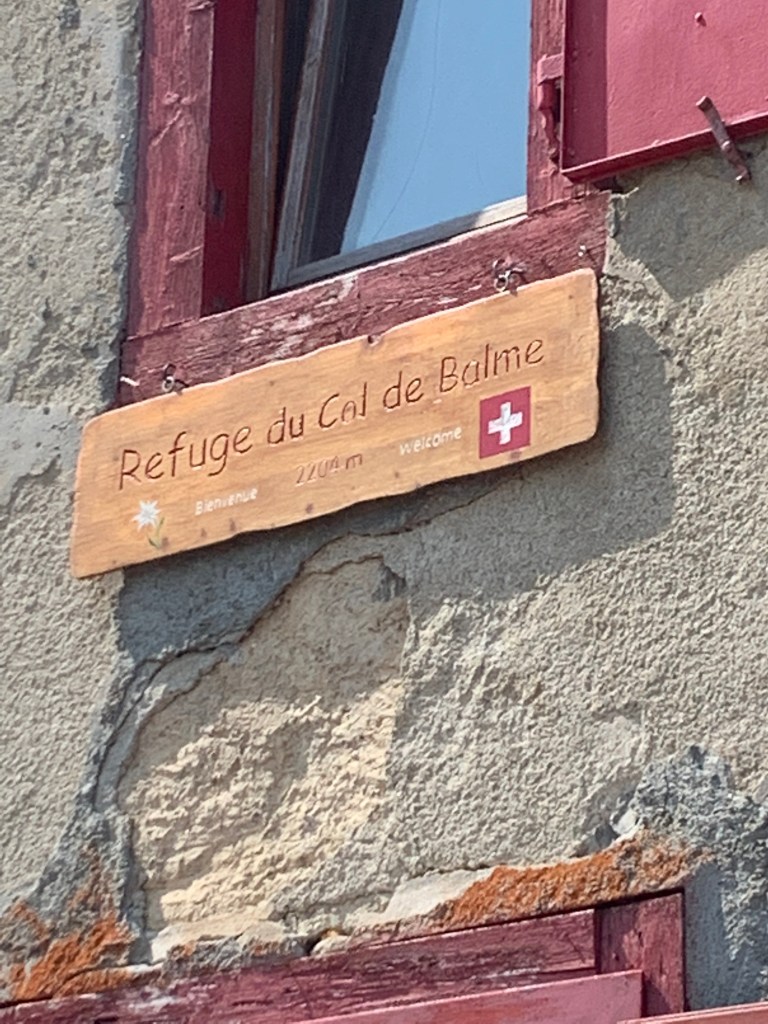 Refuge du Col de Balme
Bienvenue 2204 m Welcome